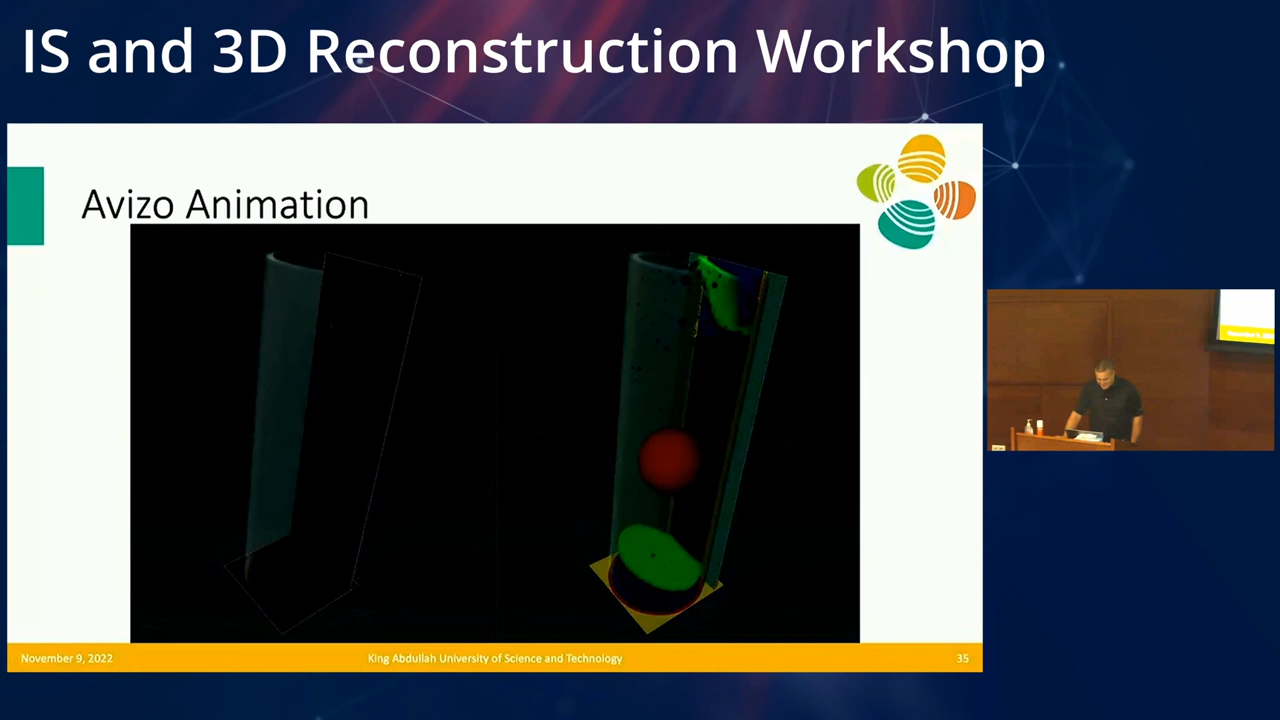 IS and 3D Reconstruction Workshop
Avizo Animation
November 9, 2022
King Abdullah University of Science and Technology
35